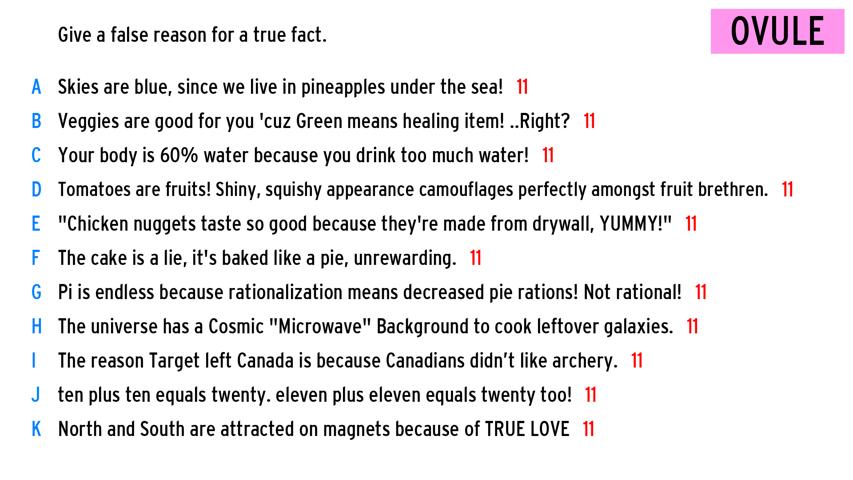 Give a false reason for a true fact.
OVULE
A Skies are blue, since we live in pineapples under the sea! 11
B Veggies are good for you 'cuz Green means healing item! ..Right? 11
C Your body is 60% water because you drink too much water! 11
D Tomatoes are fruits! Shiny, squishy appearance camouflages perfectly amongst fruit brethren. 11
E "Chicken nuggets taste so good because they're made from drywall, YUMMY!" 11
F The cake is a lie, it's baked like a pie, unrewarding. 11
G Pi is endless because rationalization means decreased pie rations! Not rational! 11
H The universe has a Cosmic "Microwave" Background to cook leftover galaxies. 11
I The reason Target left Canada is because Canadians didn’t like archery. 11
J ten plus ten equals twenty. eleven plus eleven equals twenty too! 11
K North and South are attracted on magnets because of TRUE LOVE 11